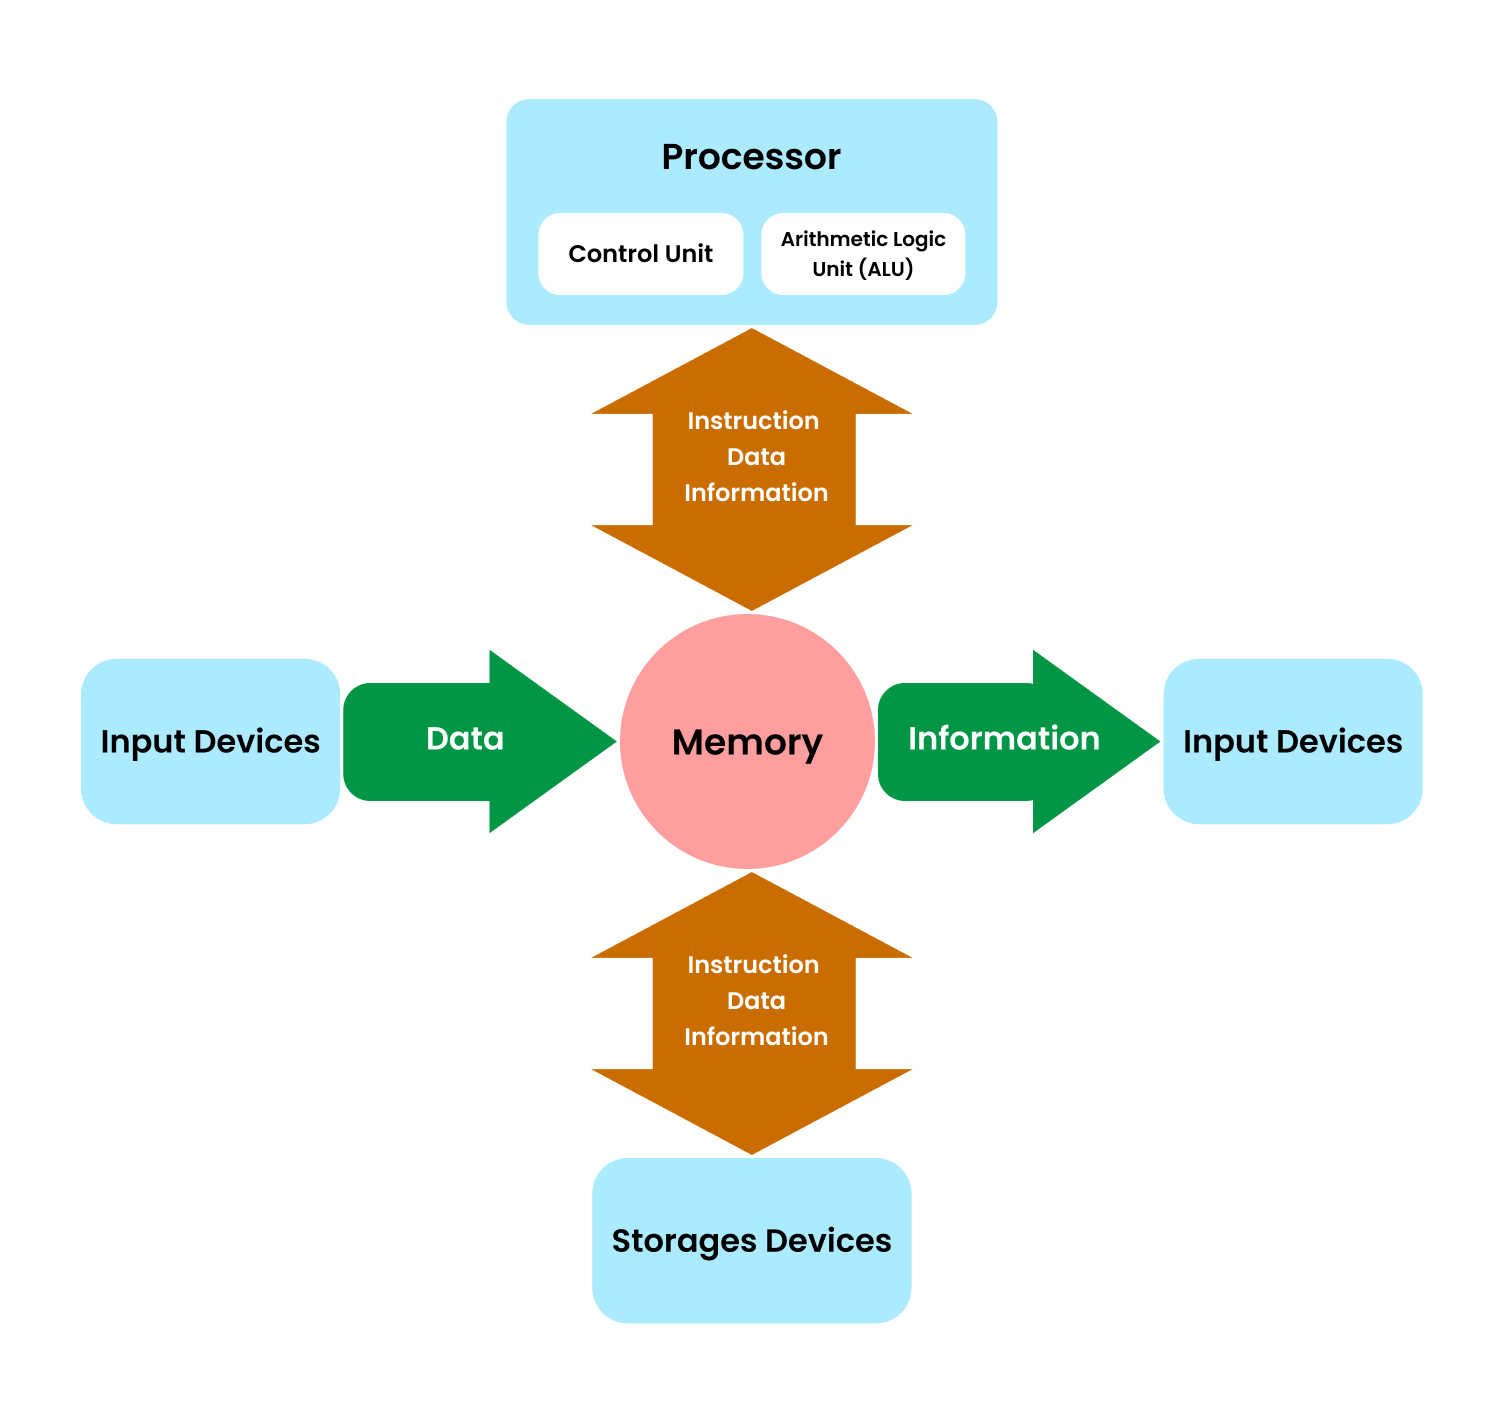 Processor
Control Unit
Arithmetic Logic
Unit (ALU)
Instruction
Data
Information
Input Devices
Data
Memory
Information
Input Devices
Instruction
Data
Information
Storages Devices